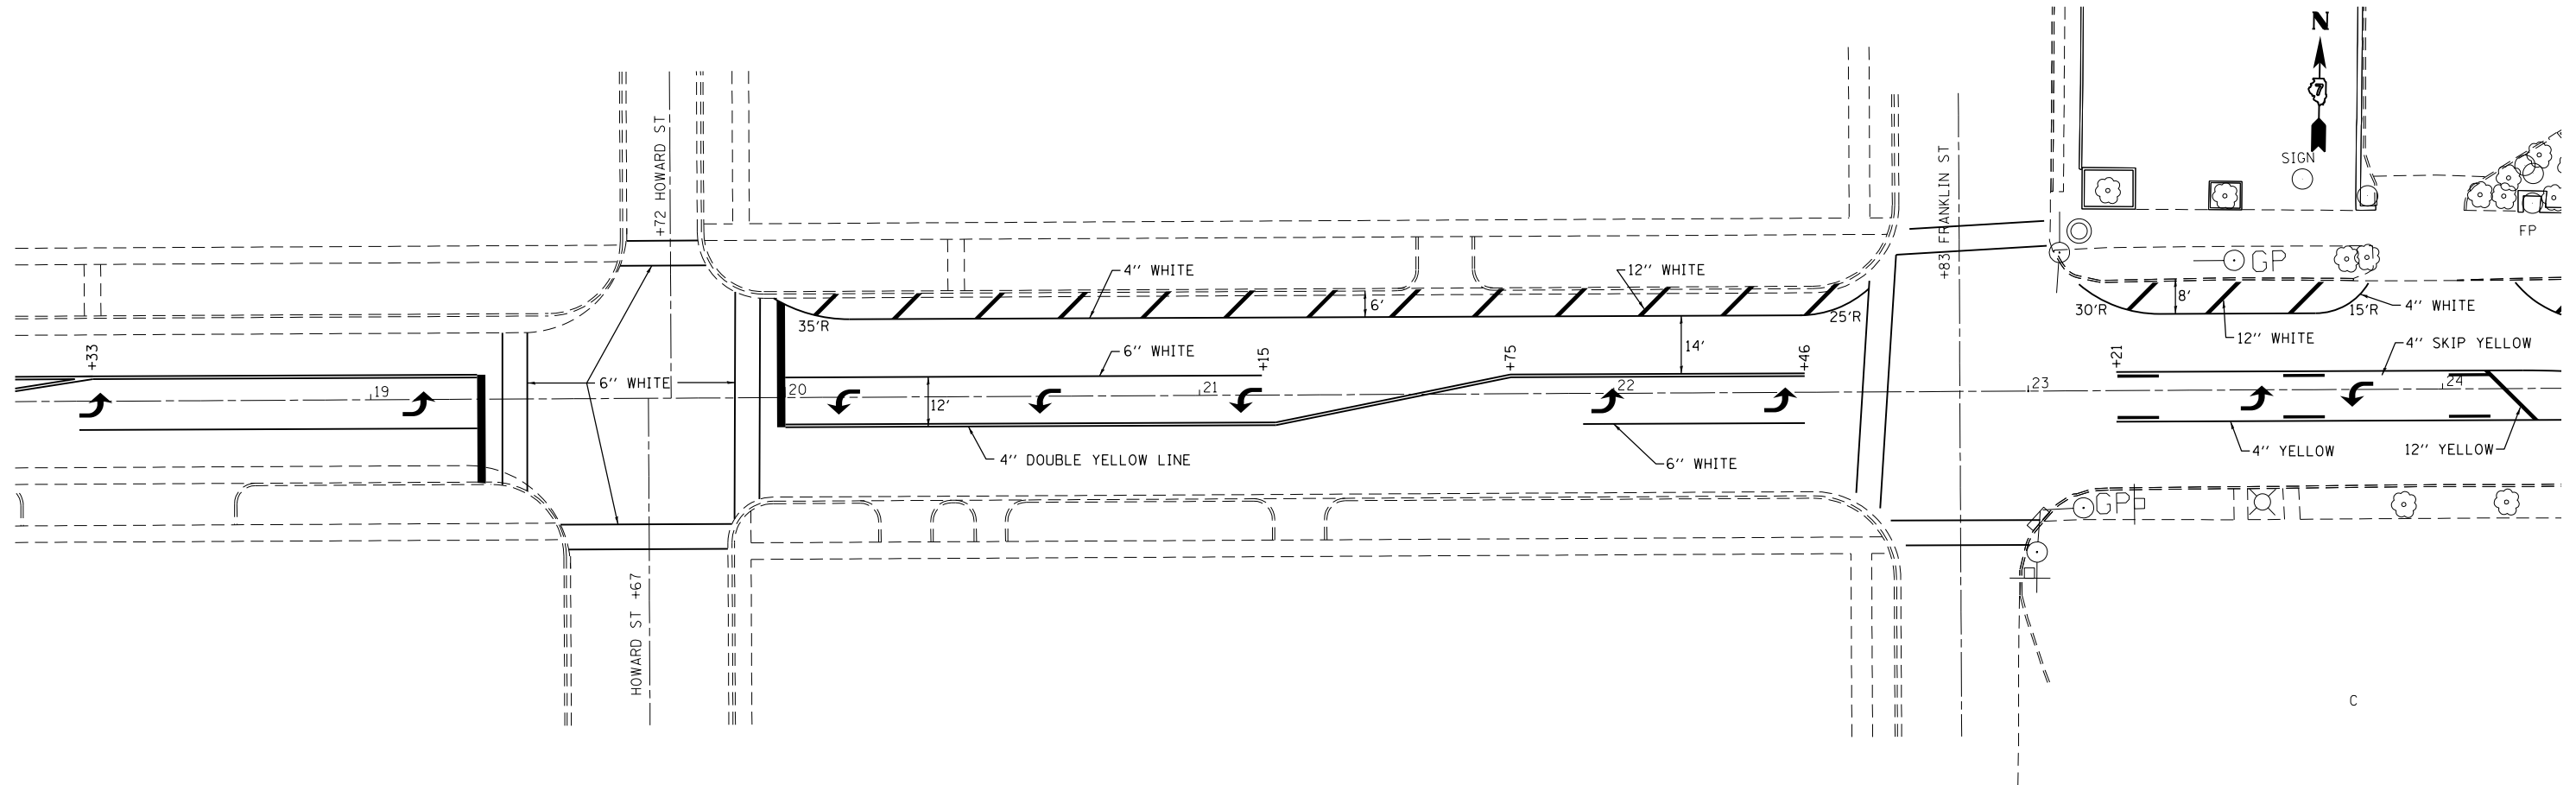 N
7
+72 HOWARD ST
+83 FRANKLIN ST
SIGN
FP
GP
4'' WHITE
12'' WHITE
6'
8'
35'R
25'R
30'R
15'R
4'' WHITE
12'' WHITE
4'' SKIP YELLOW
+33
6'' WHITE
+15
+75
14'
+46
+21
19
6'' WHITE
20
12'
21
22
23
24
4'' DOUBLE YELLOW LINE
6'' WHITE
4'' YELLOW
12'' YELLOW
GP
HOWARD ST +67
C